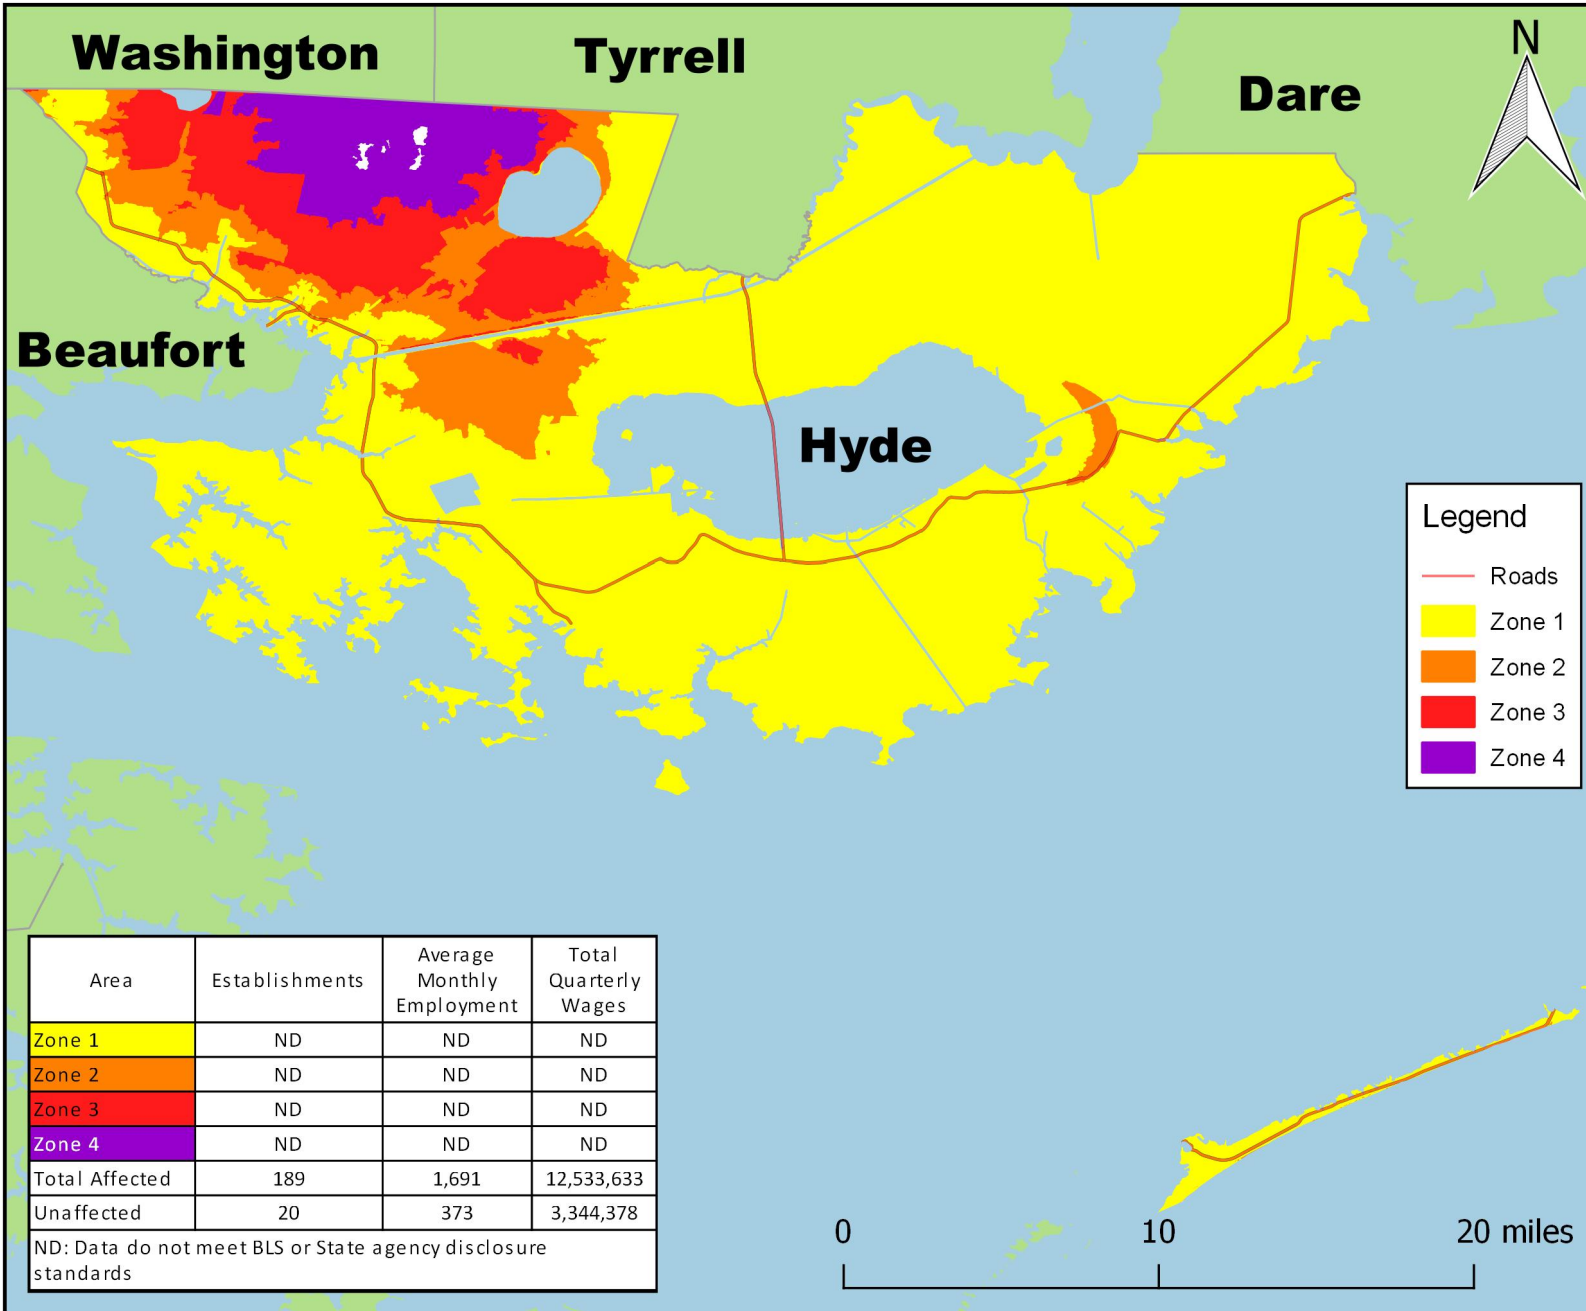 Washington
Tyrrell
Dare
N
Beaufort
Hyde
Legend
Roads
Zone 1
Zone 2
Zone 3
Zone 4
Area Establishments Average Monthly Employment Total Quarterly Wages
Zone 1 ND ND ND
Zone 2 ND ND ND
Zone 3 ND ND ND
Zone 4 ND ND ND
Total Affected 189 1,691 12,533,633
Unaffected 20 373 3,344,378
ND: Data do not meet BLS or State agency disclosure
standards
0 10 20 miles